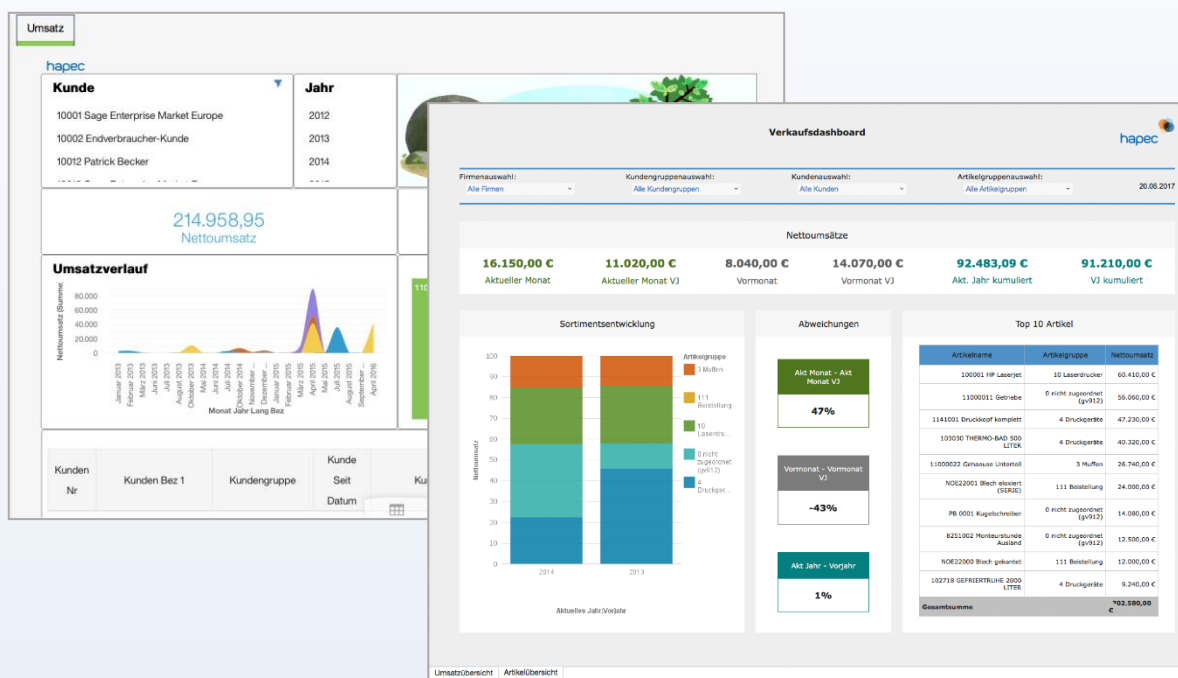 Umsatz
hapec
Kunde
10001 Sage Enterprise Market Europe
10002 Endverbraucher-Kunde
10012 Patrick Becker
Jahr
2012
2013
2014
214.958,95
Nettoumsatz
Umsatzverlauf
Nettoumsatz (Summe
80.000
60.000
40.000
20.000
0
Januar 2013
Februar 2013
März 2013
Juni 2013
Juli 2013
August 2013
Oktober 2013
Mai 2014
Juni 2014
Juli 2014
Oktober 2014
November ...
Dezember ...
Januar 2015
Februar 2015
März 2015
April 2015
Mai 2015
Juli 2015
August 2015
September ...
April 2016
Monat Jahr Lang Bez
Kunden
Nr
Kunden Bez 1
Kundengruppe
Kunde
Seit
Datum
Verkaufsdashboard
hapec
Firmenauswahl:
Alle Firmen
Kundengruppenauswahl:
Alle Kundengruppen
Kundenauswahl:
Alle Kunden
Artikelgruppenauswahl:
Alle Artikelgruppen
20.06.2017
Nettoumsätze
16.150,00 €
Aktueller Monat
11.020,00 €
Aktueller Monat VJ
8.040,00 €
Vormonat
14.070,00 €
Vormonat VJ
92.483,09 €
Akt. Jahr kumuliert
91.210,00 €
VJ kumuliert
Sortimentsentwicklung
Nettoumsatz
100
90
80
70
60
50
40
30
20
10
0
2014
2013
Aktuelles Jahr:Vorjahr
Artikelgruppe
3 Muffen
111
Beistellung
10
Laserdru...
0 nicht
zugeordnet
(gv912)
4
Druckger...
Abweichungen
Akt Monat - Akt
Monat VJ
47%
Vormonat - Vormonat
VJ
-43%
Akt Jahr - Vorjahr
1%
Top 10 Artikel
Artikelname Artikelgruppe Nettoumsatz
100001 HP Laserjet 10 Laserdrucker 60.410,00 €
11000011 Getriebe 0 nicht zugeordnet (gv912) 56.060,00 €
1141001 Druckkopf komplett 4 Druckgeräte 47.230,00 €
103030 THERMO-BAD 500 LITER 4 Druckgeräte 40.320,00 €
11000022 Gehaeuse Unterteil 3 Muffen 26.740,00 €
NOE22001 Blech eloxiert (SERIE) 111 Beistellung 24.000,00 €
PB 0001 Kugelschreiber 0 nicht zugeordnet (gv912) 14.080,00 €
8251002 Monteurstunde Ausland 0 nicht zugeordnet (gv912) 12.500,00 €
NOE22000 Blech gekantet 111 Beistellung 12.000,00 €
102718 GEFRIERTRUHE 2000 LITER 4 Druckgeräte 9.240,00 €
Gesamtsumme
Umsatzübersicht Artikelübersicht